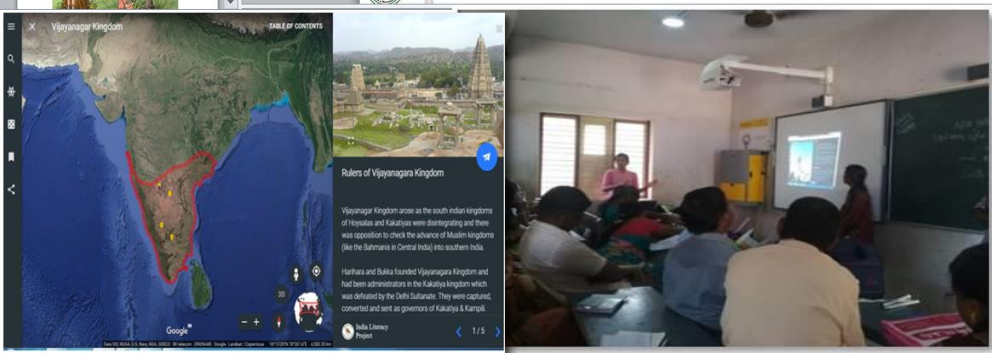 Vijayanagar Kingdom
TABLE OF CONTENTS
Rulers of Vijayanagara Kingdom
Vijayanagar Kingdom arose as the south indian kingdoms
of Hoysalas and Kakatiyas were disintegrating and there
was opposition to check the advance of Muslim kingdoms
(like the Bahmanis in Central India) into southern India.
Harihara and Bukka founded Vijayanagara Kingdom and
had been administrators in the Kakatiya kingdom which
was defeated by the Delhi Sultanate. They were captured,
converted and sent as governors of Kakatiya & Kampili.
India Literacy
Project
1/5
3D
Google